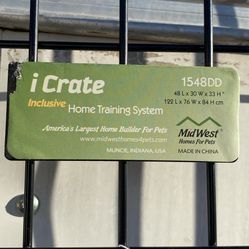 i Crate
1548DD
Inclusive Home Training System
48 L x 30 W x 33 H "
122 L x 76 W x 84 H cm
America's Largest Home Builder For Pets
www.midwesthomes4pets.com
MUNCIE, INDIANA, USA
MidWest
Homes For Pets
MADE IN CHINA